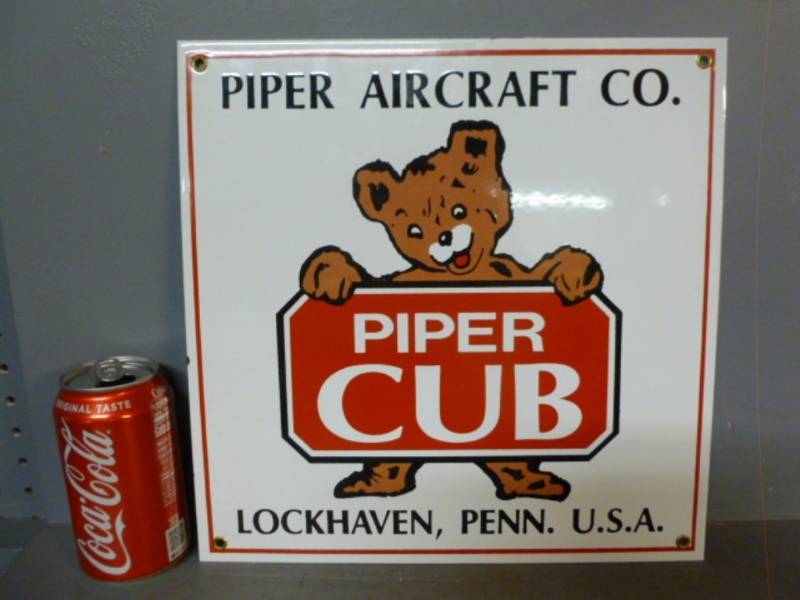 PIPER AIRCRAFT CO.
PIPER
CUB
LOCKHAVEN, PENN. U.S.A.
ORIGINAL TASTE
Coca-Cola